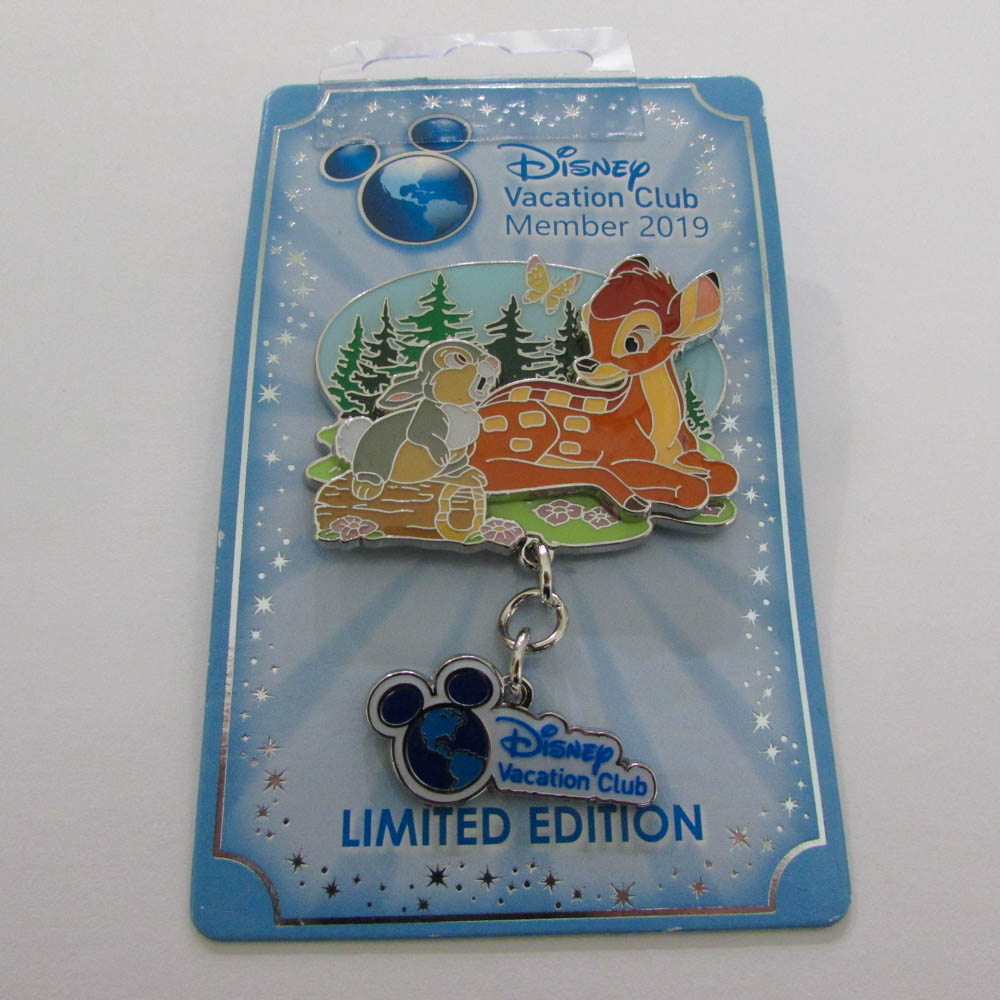 Disney
Vacation Club
Member 2019
Disney
Vacation Club
LIMITED EDITION